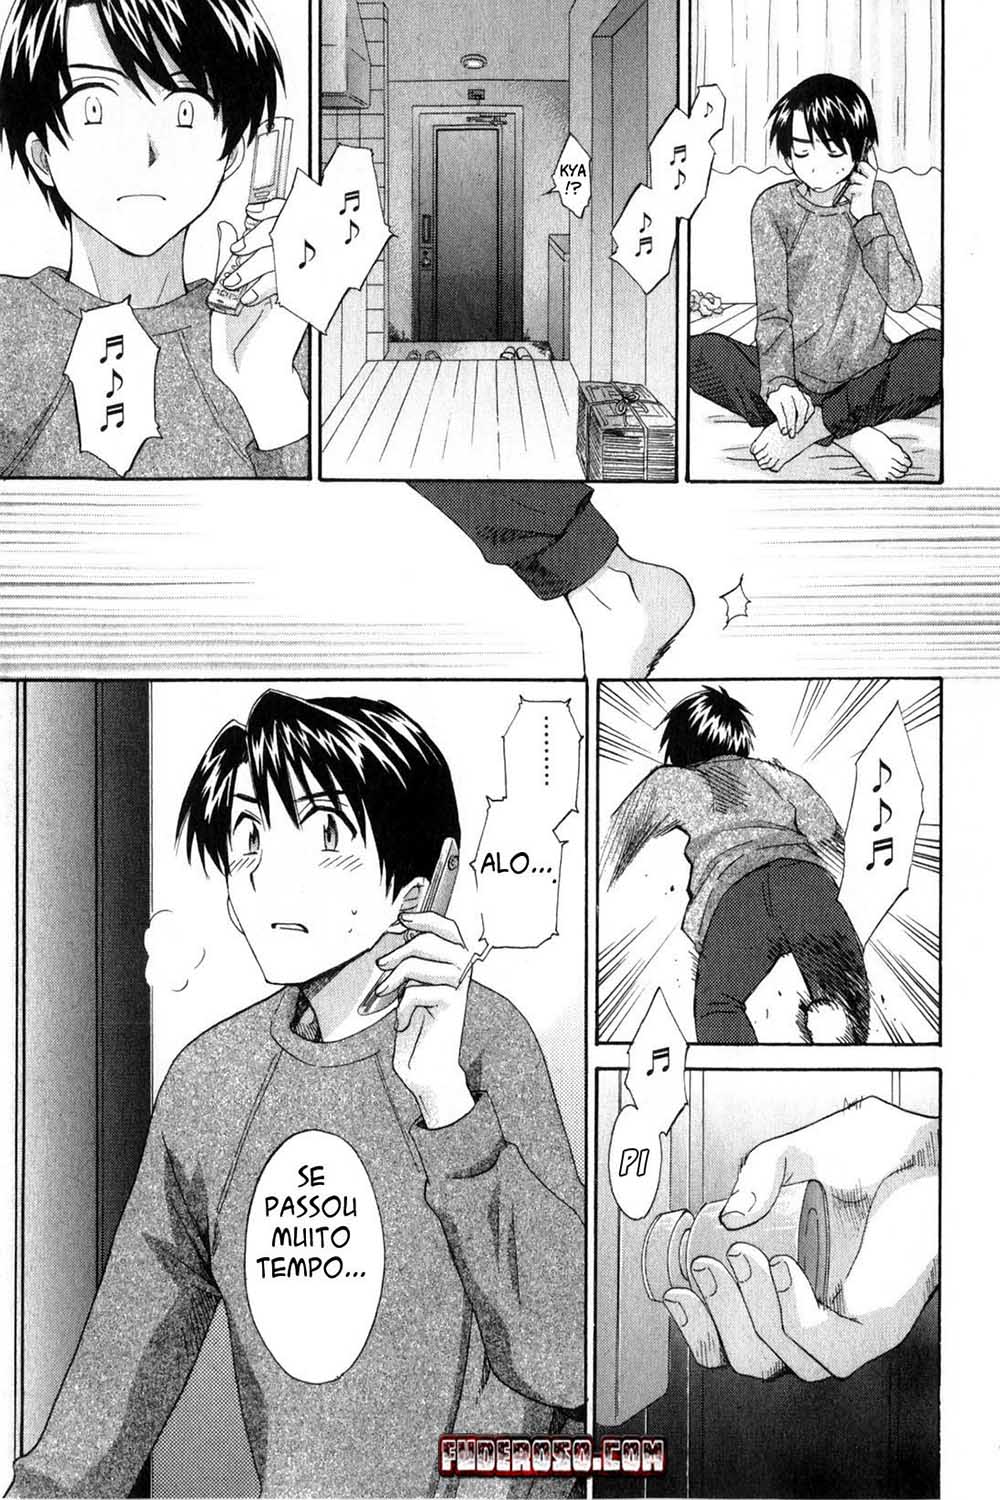 KYA
!?
PI
.........
ALO...
SE
PASSOU
MUITO
TEMPO...
FUDEROSO.COM